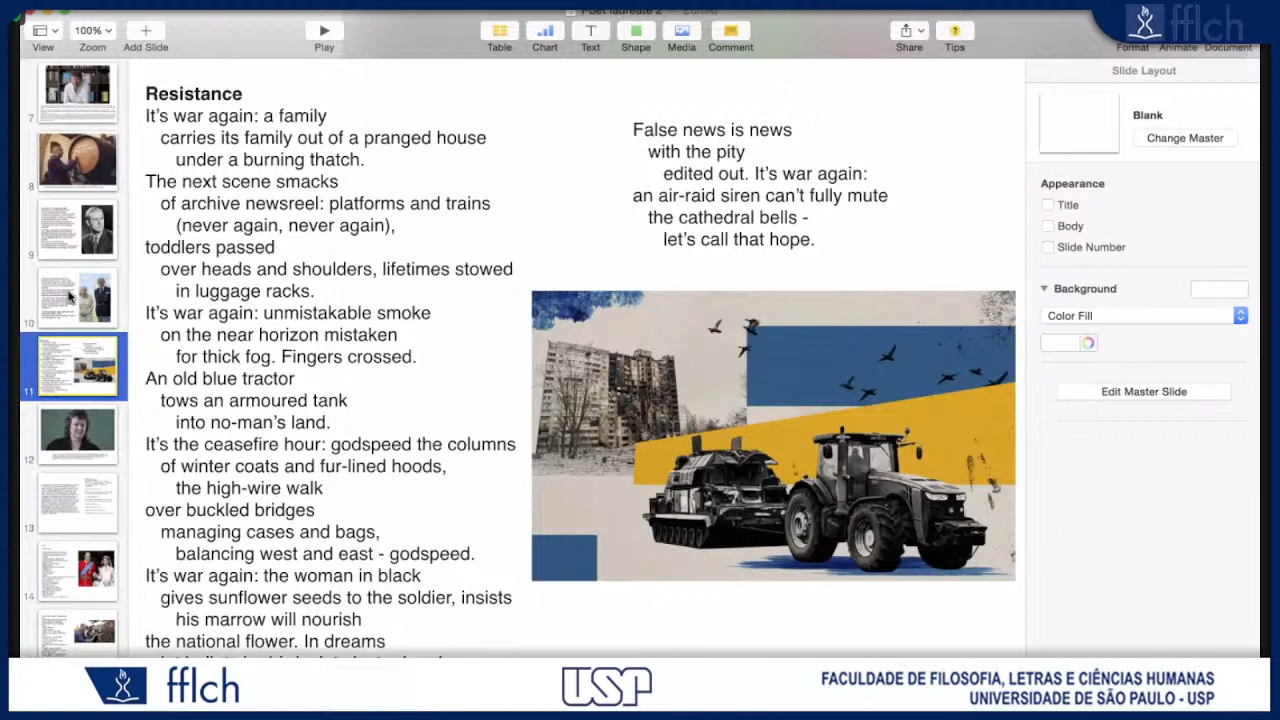 Poet laureate 2
fflch
View
100%
Zoom
Add Slide
Play
Table
Chart
Text
Shape
Media
Comment
Share
Tips
Format
Animate
Document
Slide Layout
Blank
Change Master
Appearance
Title
Body
Slide Number
Background
Color Fill
Edit Master Slide
7
8
9
10
11
12
13
14
Resistance
It's war again: a family
carries its family out of a pranged house
under a burning thatch.
The next scene smacks
of archive newsreel: platforms and trains
(never again, never again),
toddlers passed
over heads and shoulders, lifetimes stowed
in luggage racks.
It's war again: unmistakable smoke
on the near horizon mistaken
for thick fog. Fingers crossed.
An old blue tractor
tows an armoured tank
into no-man's land.
It's the ceasefire hour: godspeed the columns
of winter coats and fur-lined hoods,
the high-wire walk
over buckled bridges
managing cases and bags,
balancing west and east - godspeed.
It's war again: the woman in black
gives sunflower seeds to the soldier, insists
his marrow will nourish
the national flower. In dreams
False news is news
with the pity
edited out. It's war again:
an air-raid siren can't fully mute
the cathedral bells -
let's call that hope.
fflch
USP
FACULDADE DE FILOSOFIA, LETRAS E CIÊNCIAS HUMANAS
UNIVERSIDADE DE SÃO PAULO - USP